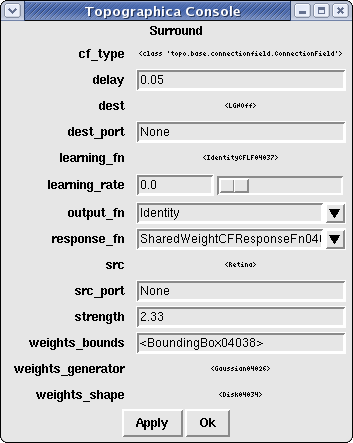 Topographica Console
Surround
cf_type <class 'topo.base.connectionfield.ConnectionField'>
delay 0.05
dest <LGNOff>
dest_port None
learning_fn <IdentityCFLF04037>
learning_rate 0.0
output_fn Identity
response_fn SharedWeightCFResponseFn040
src <Retina>
src_port None
strength 2.33
weights_bounds <BoundingBox04038>
weights_generator <Gaussian04026>
weights_shape <Disk04034>
Apply Ok